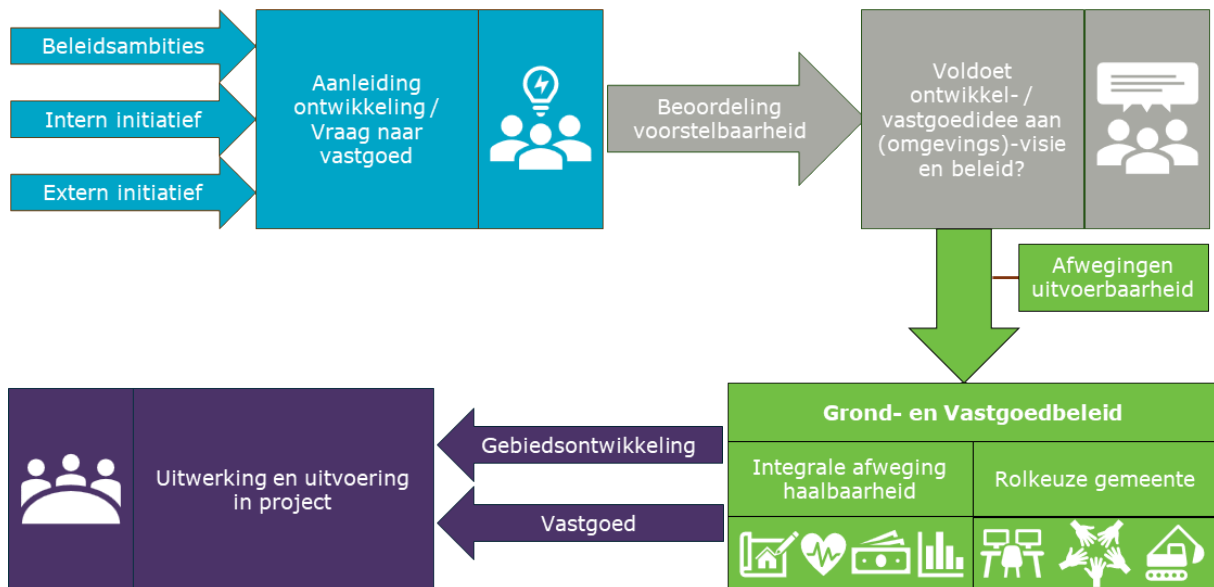 Beleidsambities
Intern initiatief
Extern initiatief
Aanleiding
ontwikkeling /
Vraag naar
vastgoed
Beoordeling
voorstelbaarheid
Voldoet
ontwikkel- /
vastgoedidee aan
(omgevings)-visie
en beleid?
Afwegingen
uitvoerbaarheid
Grond- en Vastgoedbeleid
Integrale afweging
haalbaarheid
Rolkeuze gemeente
Gebiedsontwikkeling
Vastgoed
Uitwerking en uitvoering
in project